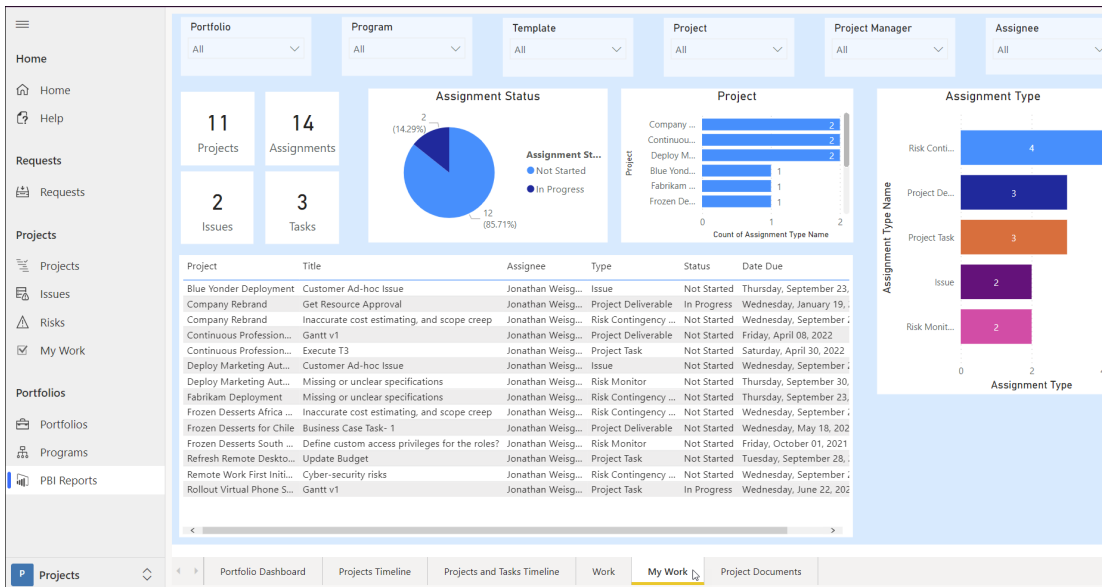 Home
Home
Help
Requests
Requests
Projects
Projects
Issues
Risks
My Work
Portfolios
Portfolios
Programs
PBI Reports
P Projects
Portfolio Program Template Project Project Manager Assignee
All All All All All All
11 Projects
14 Assignments
2 Issues
3 Tasks
Assignment Status
2
(14.29%)
12
(85.71%)
Assignment St...
Not Started
In Progress
Project
Project
Company ... 2
Continuou... 2
Deploy M... 2
Blue Yond... 1
Fabrikam ... 1
Frozen De... 1
0 1 2
Count of Assignment Type Name
Assignment Type
Assignment Type Name
Risk Conti... 4
Project De... 3
Project Task 3
Issue 2
Risk Monit... 2
0 2
Assignment Type
Project Title Assignee Type Status Date Due
Blue Yonder Deployment Customer Ad-hoc Issue Jonathan Weisg... Issue Not Started Thursday, September 23,
Company Rebrand Get Resource Approval Jonathan Weisg... Project Deliverable In Progress Wednesday, January 19,
Company Rebrand Inaccurate cost estimating, and scope creep Jonathan Weisg... Risk Contingency ... Not Started Wednesday, September
Continuous Profession... Gantt v1 Jonathan Weisg... Project Deliverable Not Started Friday, April 08, 2022
Continuous Profession... Execute T3 Jonathan Weisg... Project Task Not Started Saturday, April 30, 2022
Deploy Marketing Aut... Customer Ad-hoc Issue Jonathan Weisg... Issue Not Started Wednesday, September
Deploy Marketing Aut... Missing or unclear specifications Jonathan Weisg... Risk Monitor Not Started Thursday, September 30,
Fabrikam Deployment Missing or unclear specifications Jonathan Weisg... Risk Contingency ... Not Started Thursday, September 23,
Frozen Desserts Africa ... Inaccurate cost estimating, and scope creep Jonathan Weisg... Risk Contingency ... Not Started Wednesday, September
Frozen Desserts for Chile Business Case Task- 1 Jonathan Weisg... Project Deliverable Not Started Wednesday, May 18, 202
Frozen Desserts South ... Define custom access privileges for the roles? Jonathan Weisg... Risk Monitor Not Started Friday, October 01, 2021
Refresh Remote Deskto... Update Budget Jonathan Weisg... Project Task Not Started Tuesday, September 28,
Remote Work First Initi... Cyber-security risks Jonathan Weisg... Risk Contingency ... Not Started Wednesday, September
Rollout Virtual Phone S... Gantt v1 Jonathan Weisg... Project Task In Progress Wednesday, June 22, 202
Portfolio Dashboard Projects Timeline Projects and Tasks Timeline Work My Work Project Documents